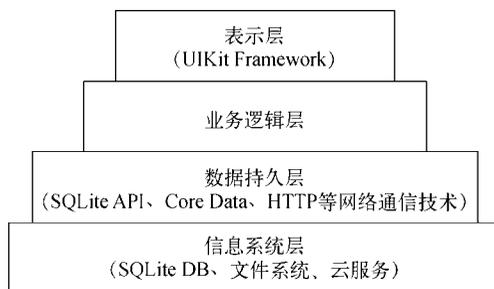 表示层
（UIKit Framework）
业务逻辑层
数据持久层
（SQLite API、Core Data、HTTP等网络通信技术）
信息系统层
（SQLite DB、文件系统、云服务）